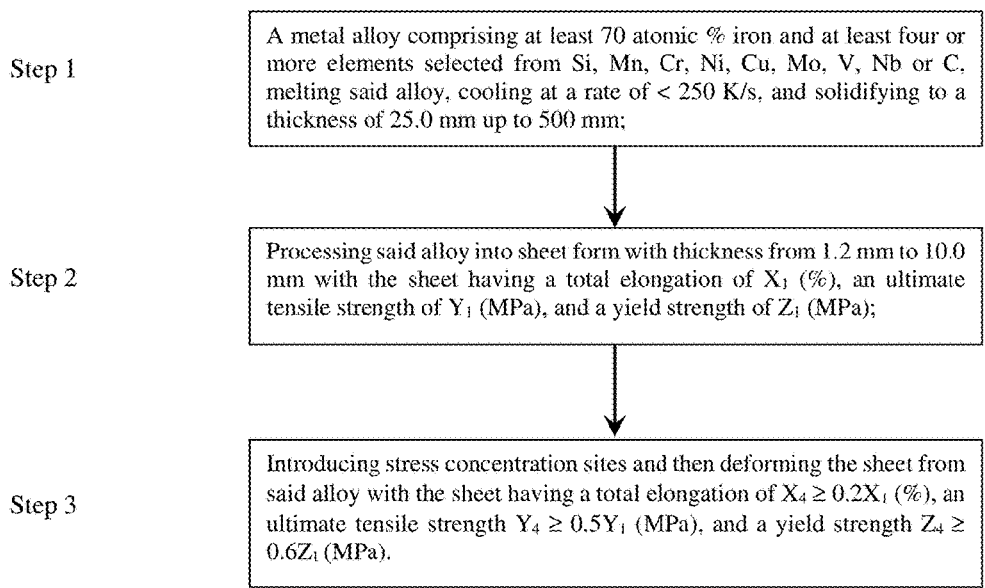 Step 1
A metal alloy comprising at least 70 atomic % iron and at least four or
more elements selected from Si, Mn, Cr, Ni, Cu, Mo, V, Nb or C,
melting said alloy, cooling at a rate of < 250 K/s, and solidifying to a
thickness of 25.0 mm up to 500 mm;
Step 2
Processing said alloy into sheet form with thickness from 1.2 mm to 10.0
mm with the sheet having a total elongation of X₁ (%), an ultimate
tensile strength of Y₁ (MPa), and a yield strength of Z₁ (MPa);
Step 3
Introducing stress concentration sites and then deforming the sheet from
said alloy with the sheet having a total elongation of X₄ ≥ 0.2X₁ (%), an
ultimate tensile strength Y₄ ≥ 0.5Y₁ (MPa), and a yield strength Z₄ ≥
0.6Z₁ (MPa).